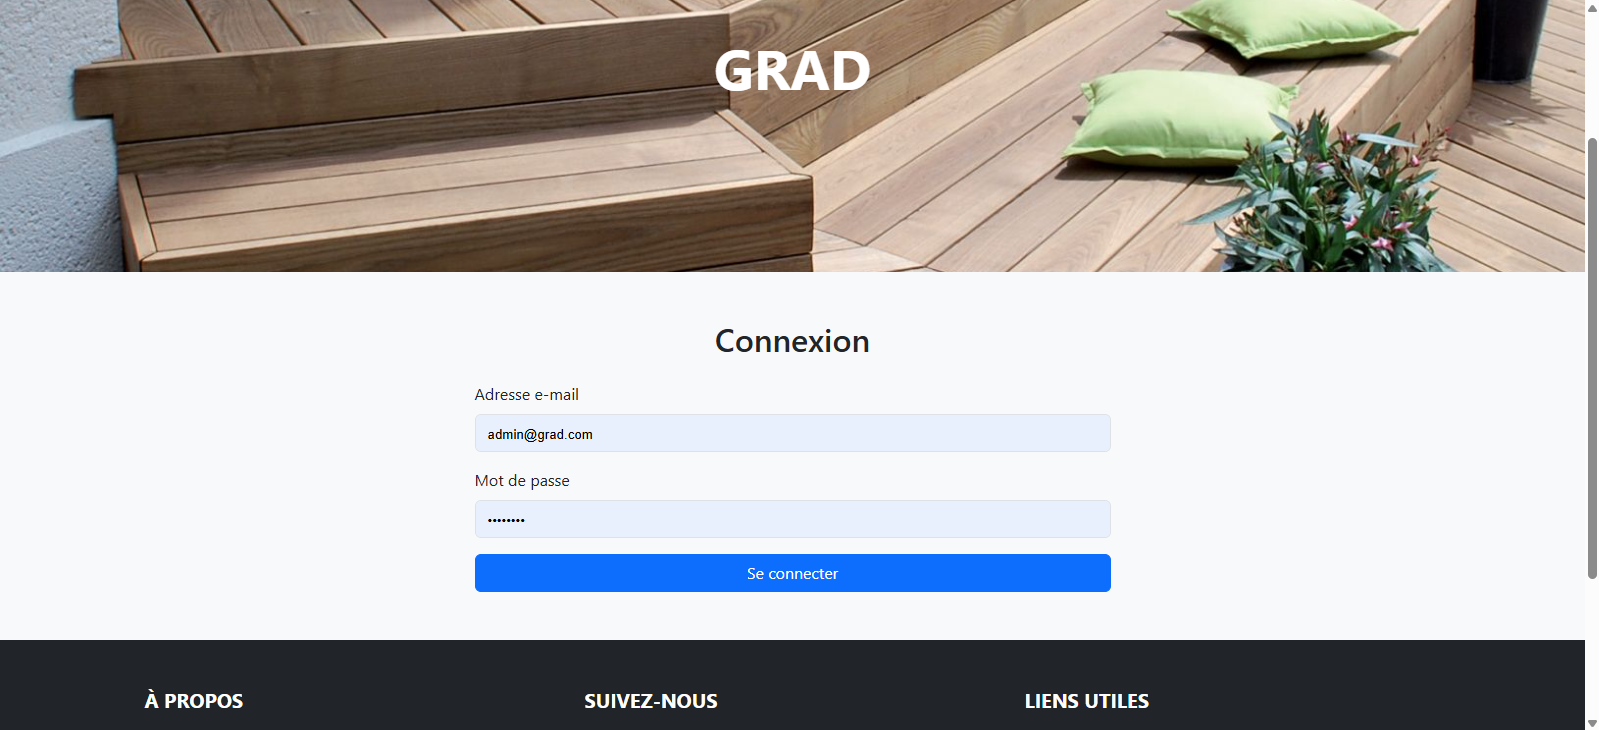 GRAD
Connexion
Adresse e-mail
admin@grad.com
Mot de passe
••••••••
Se connecter
À PROPOS
SUIVEZ-NOUS
LIENS UTILES